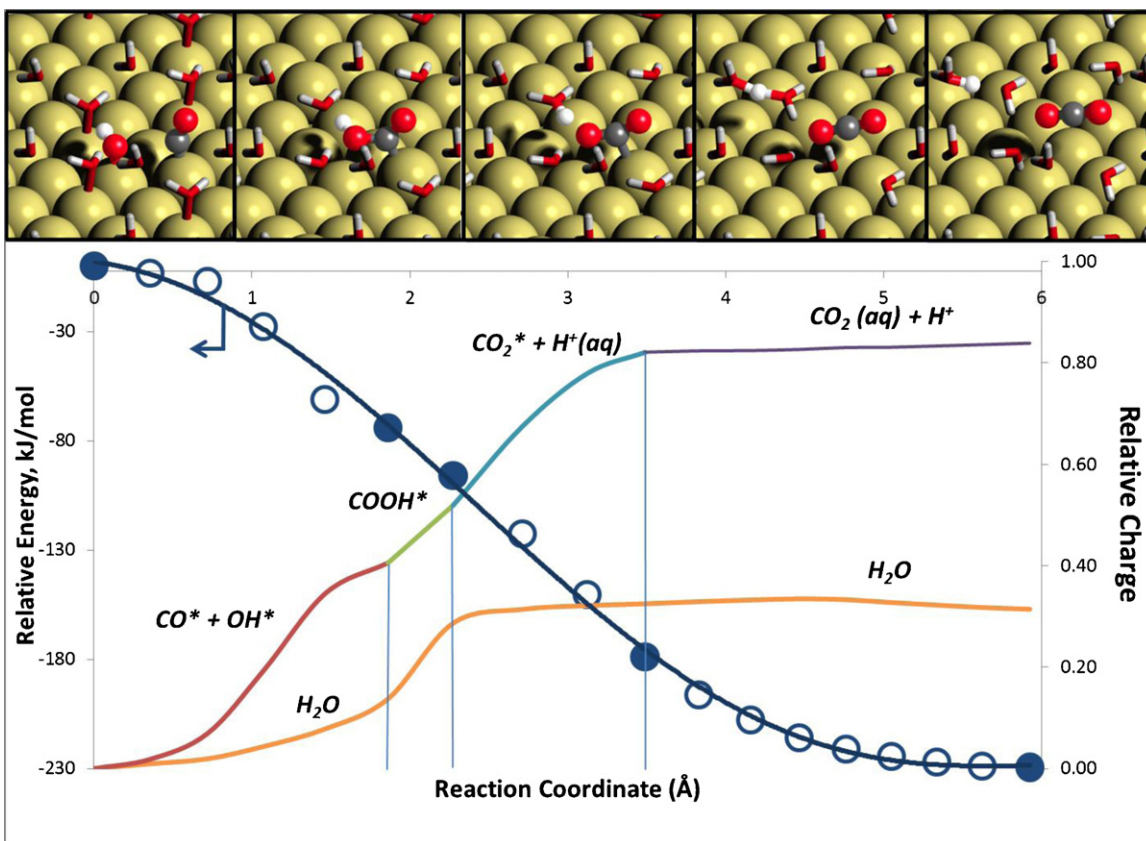 1.00
0 1 2 3 4 5 6
-30
CO2 (aq) + H+
CO2* + H+(aq)
0.80
-80
Relative Energy, kJ/mol
Relative Charge
0.60
COOH*
-130
0.40
H2O
CO* + OH*
-180
0.20
H2O
-230
0.00
Reaction Coordinate (Å)